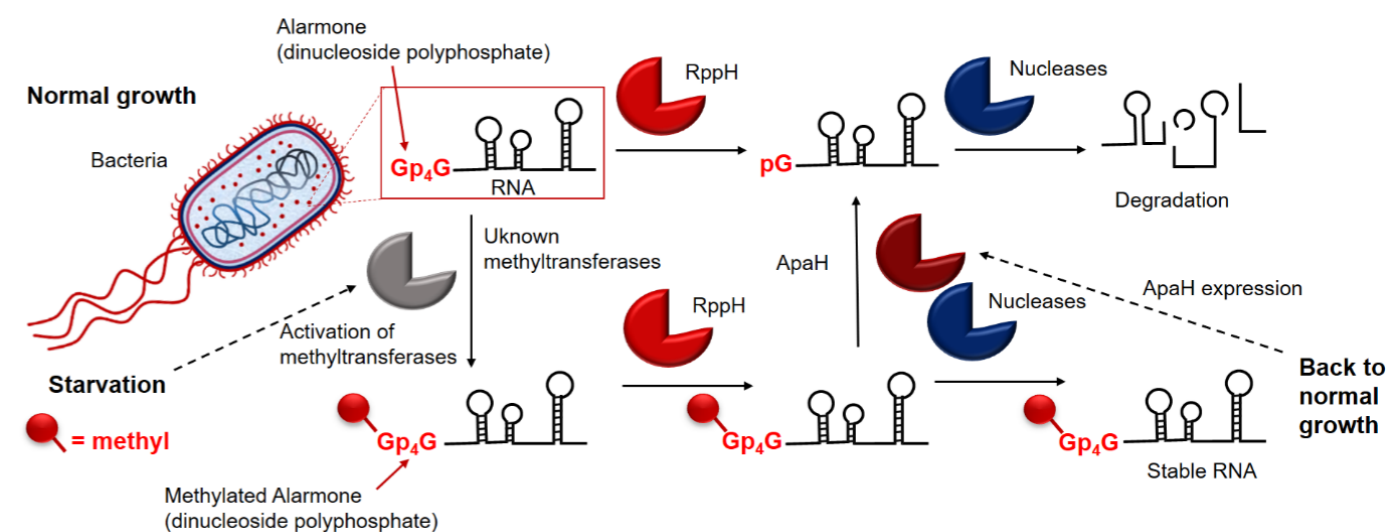 Alarmone
(dinucleoside polyphosphate)
Normal growth
Bacteria
Gp4G
RNA
RppH
pG
Nucleases
Degradation
Uknown
methyltransferases
Activation of
methyltransferases
Starvation
= methyl
Gp4G
Methylated Alarmone
(dinucleoside polyphosphate)
RppH
Gp4G
ApaH
Nucleases
ApaH expression
Gp4G
Stable RNA
Back to
normal
growth